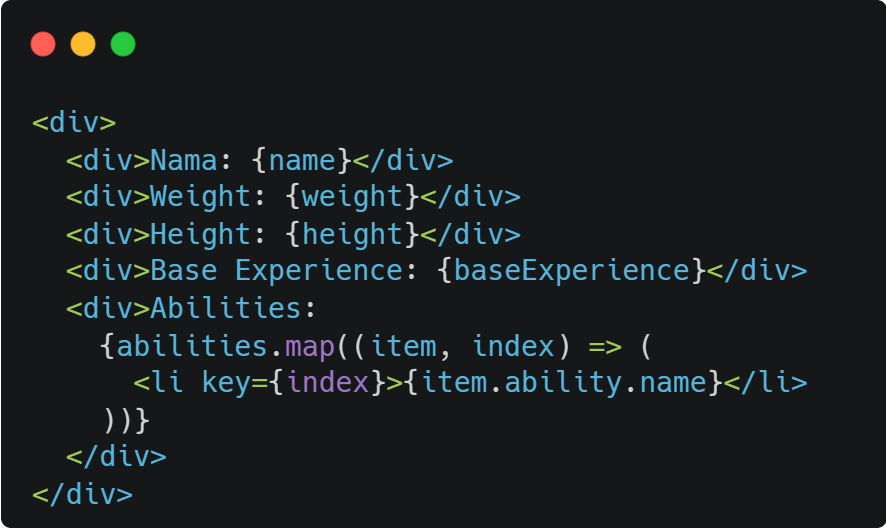 <div>
  <div>Nama: {name}</div>
  <div>Weight: {weight}</div>
  <div>Height: {height}</div>
  <div>Base Experience: {baseExperience}</div>
  <div>Abilities:
    {abilities.map((item, index) => (
      <li key={index}>{item.ability.name}</li>
    ))}
  </div>
</div>